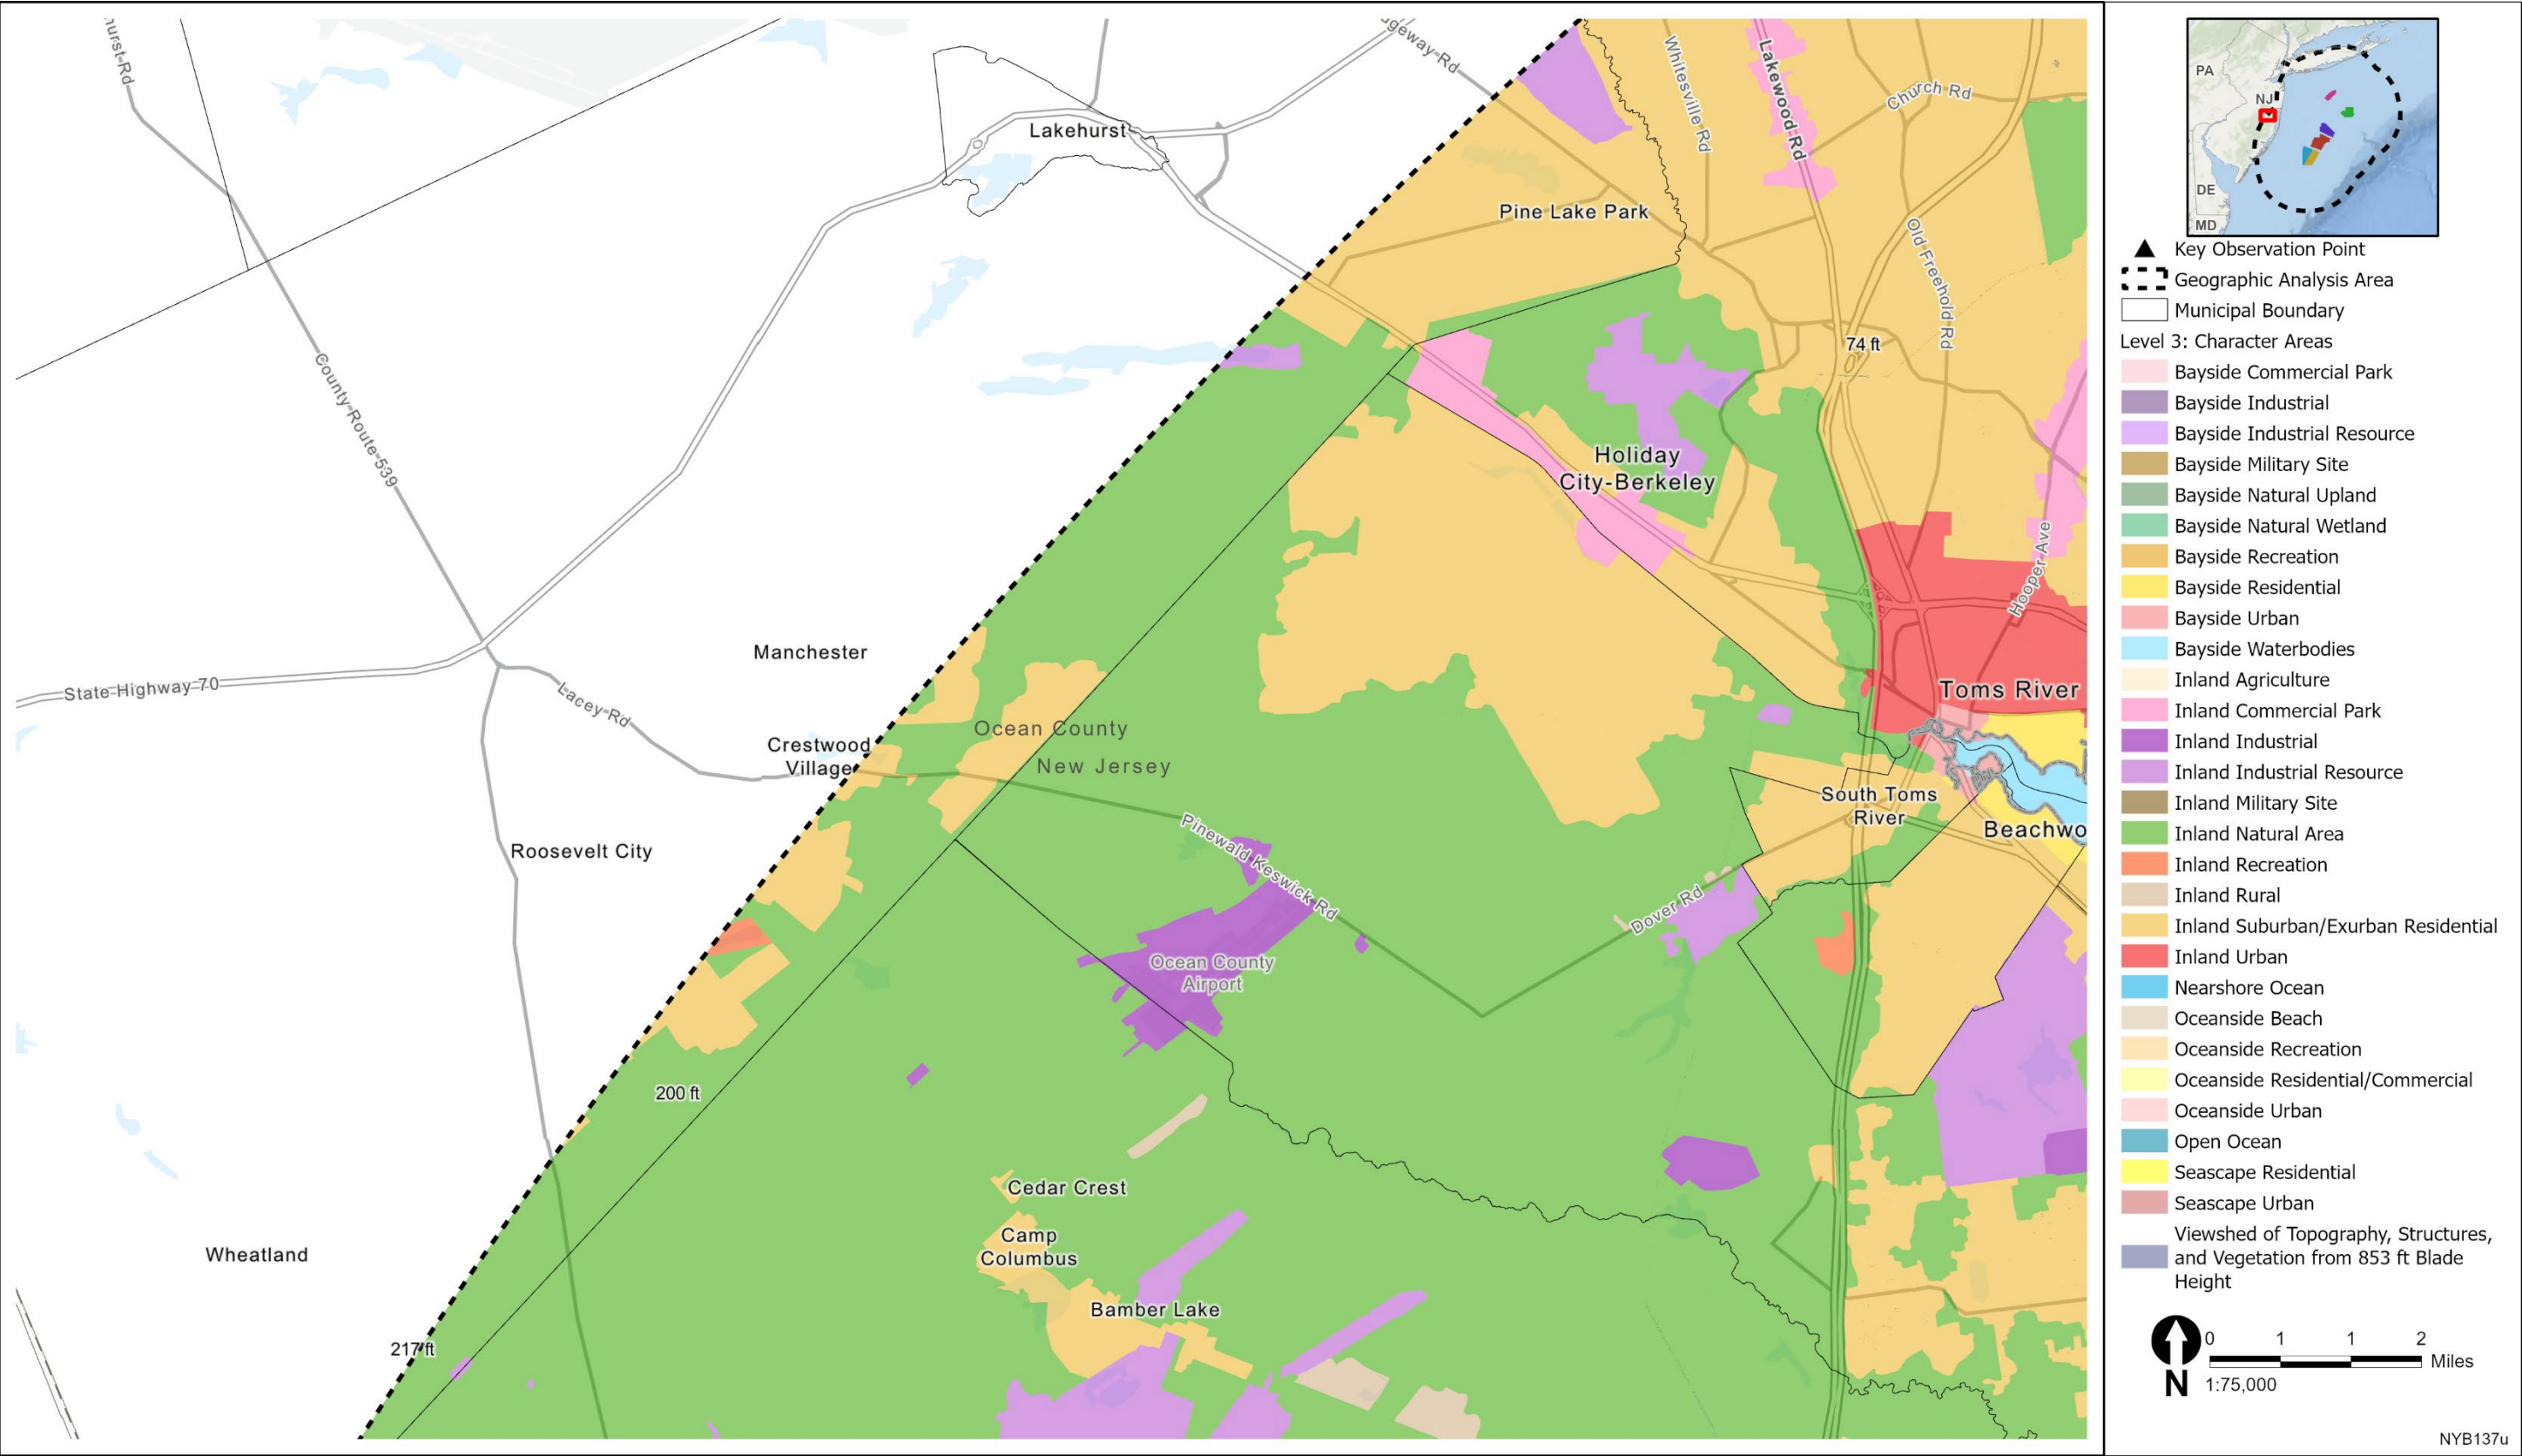 Lakehurst
Whitesville Rd
Lakewood Rd
Church Rd
Pine Lake Park
Old Freehold Rd
74 ft
County Route 539
Holiday
City-Berkeley
Hooper Ave
Manchester
State Highway 70
Lacey Rd
Toms River
Ocean County
New Jersey
Crestwood
Village
South Toms
River
Beachwo
Pinewald Keswick Rd
Roosevelt City
Dover Rd
Ocean County
Airport
200 ft
Cedar Crest
Camp
Columbus
Wheatland
Bamber Lake
217 ft
PA
NJ
DE
MD
Key Observation Point
Geographic Analysis Area
Municipal Boundary
Level 3: Character Areas
Bayside Commercial Park
Bayside Industrial
Bayside Industrial Resource
Bayside Military Site
Bayside Natural Upland
Bayside Natural Wetland
Bayside Recreation
Bayside Residential
Bayside Urban
Bayside Waterbodies
Inland Agriculture
Inland Commercial Park
Inland Industrial
Inland Industrial Resource
Inland Military Site
Inland Natural Area
Inland Recreation
Inland Rural
Inland Suburban/Exurban Residential
Inland Urban
Nearshore Ocean
Oceanside Beach
Oceanside Recreation
Oceanside Residential/Commercial
Oceanside Urban
Open Ocean
Seascape Residential
Seascape Urban
Viewshed of Topography, Structures,
and Vegetation from 853 ft Blade
Height
0 1 1 2
Miles
N
1:75,000
NYB137u